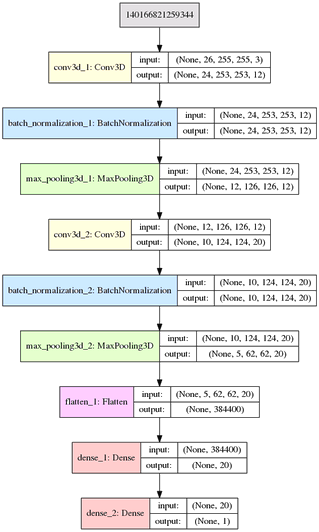 140166821259344
conv3d_1: Conv3D
input: (None, 26, 255, 255, 3)
output: (None, 24, 253, 253, 12)
batch_normalization_1: BatchNormalization
input: (None, 24, 253, 253, 12)
output: (None, 24, 253, 253, 12)
max_pooling3d_1: MaxPooling3D
input: (None, 24, 253, 253, 12)
output: (None, 12, 126, 126, 12)
conv3d_2: Conv3D
input: (None, 12, 126, 126, 12)
output: (None, 10, 124, 124, 20)
batch_normalization_2: BatchNormalization
input: (None, 10, 124, 124, 20)
output: (None, 10, 124, 124, 20)
max_pooling3d_2: MaxPooling3D
input: (None, 10, 124, 124, 20)
output: (None, 5, 62, 62, 20)
flatten_1: Flatten
input: (None, 5, 62, 62, 20)
output: (None, 384400)
dense_1: Dense
input: (None, 384400)
output: (None, 20)
dense_2: Dense
input: (None, 20)
output: (None, 1)